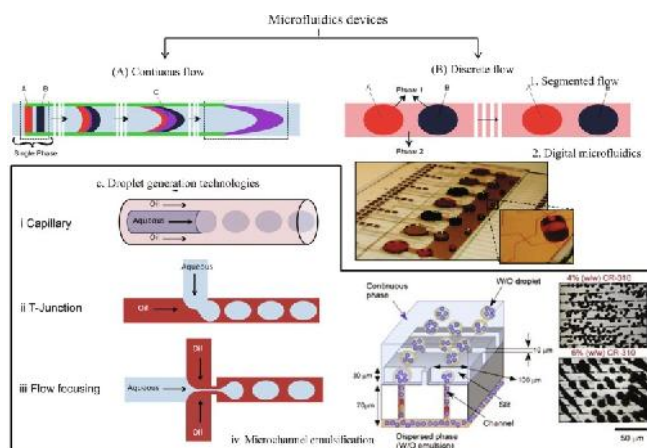 Microfluidics devices
(A) Contiuous flow
A
B
C
Single Phase
(B) Discrete flow
1. Segmented flow
A
Phase 1
B
Phase 2
A
B
2. Digital microfluidics
c. Droplet generation technologies
i Capillary
Oil
Aqueous
Oil
ii T-Junction
Aqueous
Oil
iii Flow focusing
Oil
Aqueous
Oil
iv. Microchannel emulsification
Continuous
phase
W/O droplet
10 µm
30 µm
100 µm
70µm
Slit
Channel
Dispersed phase
(W/O emulsions)
4% (w/w) CR-310
6% (w/w) CR-310
50 µm